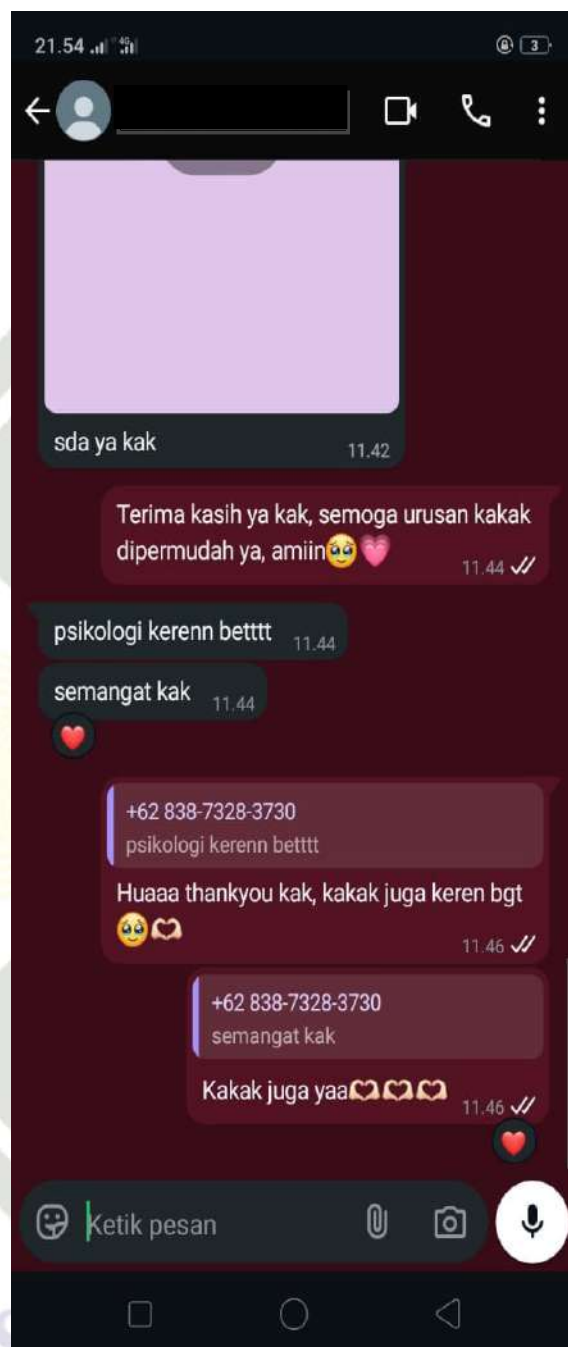 21.54
4G
3
sda ya kak
11.42
Terima kasih ya kak, semoga urusan kakak
dipermudah ya, amiin🥹💗
11.44
psikologi kerenn betttt 11.44
semangat kak 11.44
❤️
+62 838-7328-3730
psikologi kerenn betttt
Huaaa thankyou kak, kakak juga keren bgt
🥹🫶🏻
11.46
+62 838-7328-3730
semangat kak
Kakak juga yaa🫶🏻🫶🏻🫶🏻 11.46
❤️
Ketik pesan